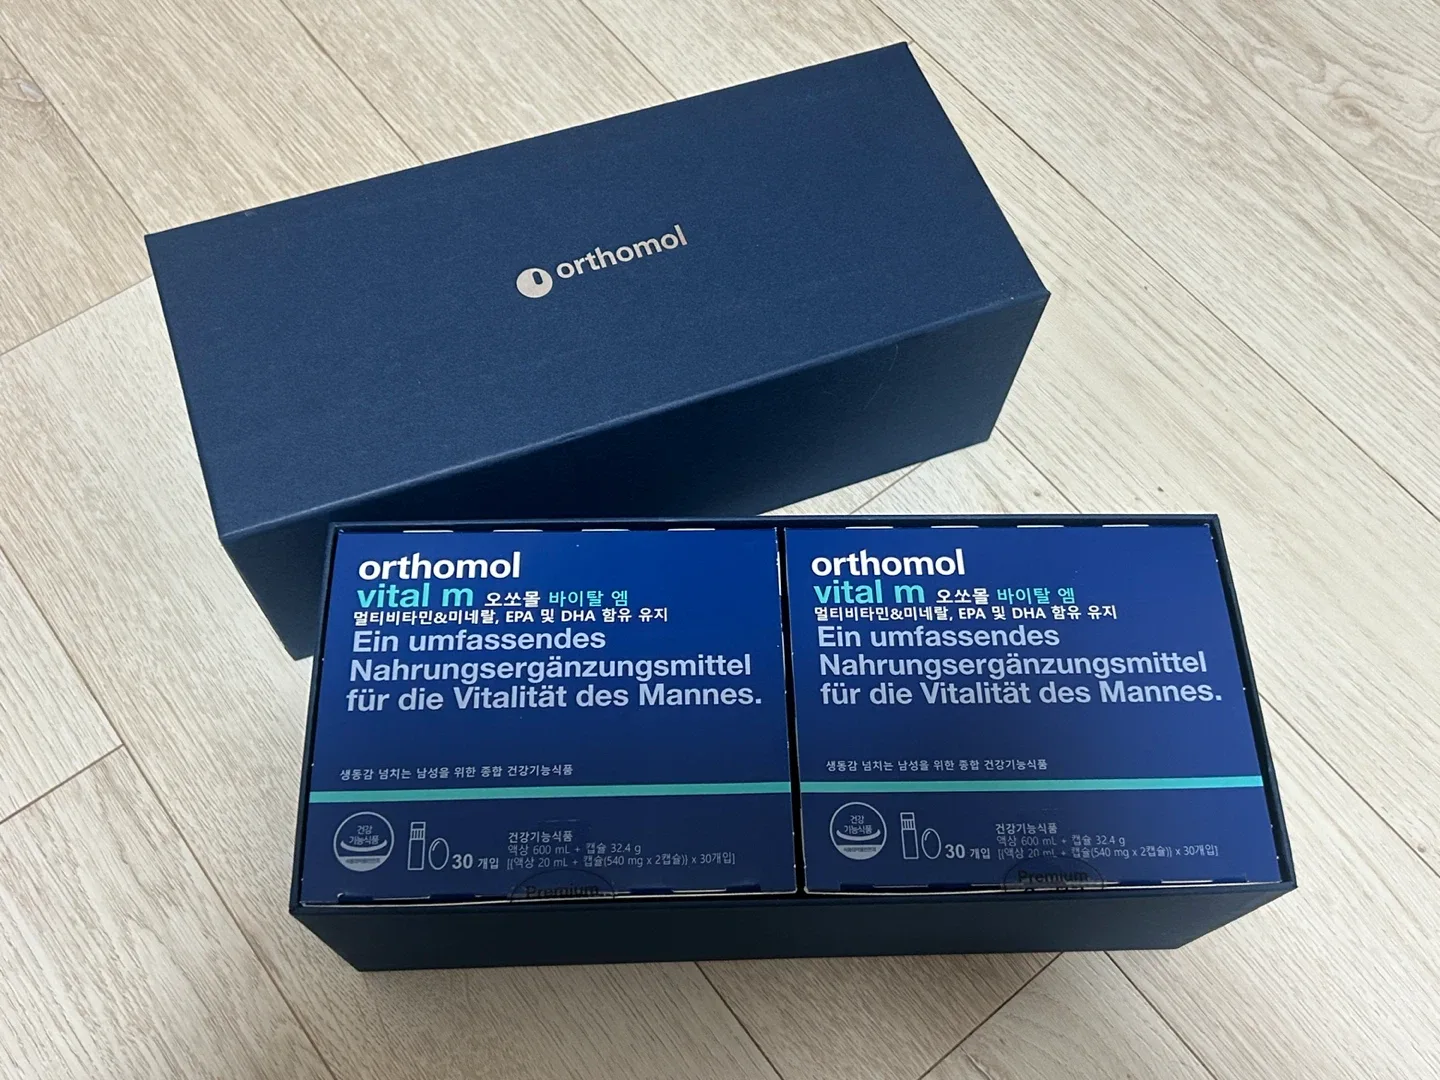 orthomol
orthomol
vital m 오쏘몰 바이탈 엠
멀티비타민&미네랄, EPA 및 DHA 함유 유지
Ein umfassendes
Nahrungsergänzungsmittel
für die Vitalität des Mannes.
생동감 넘치는 남성을 위한 종합 건강기능식품
건강
기능식품
30 개입
건강기능식품
액상 600 mL + 캡슐 32.4 g
[{액상 20 mL + 캡슐(540 mg x 2캡슐)} x 30개입]
Premium
orthomol
vital m 오쏘몰 바이탈 엠
멀티비타민&미네랄, EPA 및 DHA 함유 유지
Ein umfassendes
Nahrungsergänzungsmittel
für die Vitalität des Mannes.
생동감 넘치는 남성을 위한 종합 건강기능식품
건강
기능식품
30 개입
건강기능식품
액상 600 mL + 캡슐 32.4 g
[{액상 20 mL + 캡슐(540 mg x 2캡슐)} x 30개입]
Premium